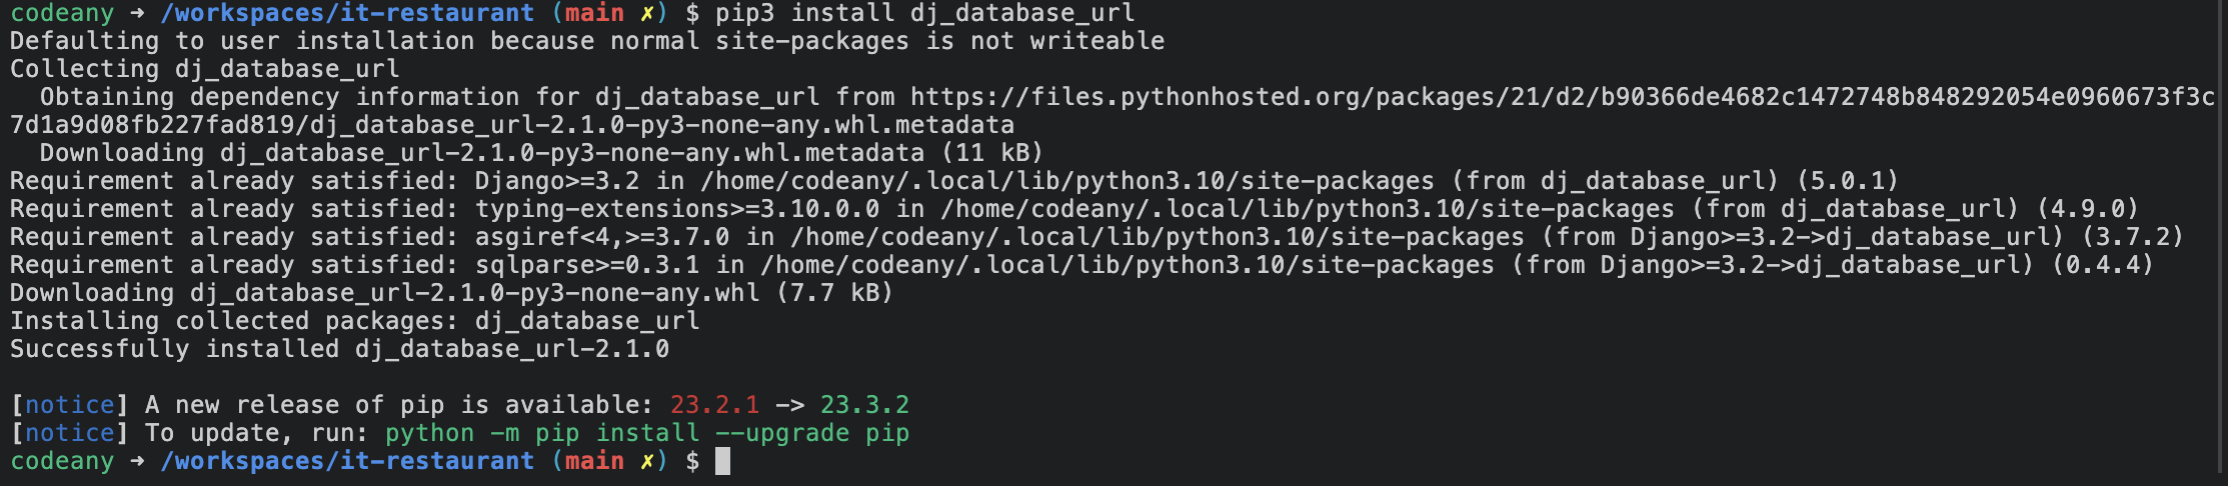 codeany → /workspaces/it-restaurant (main ✗) $ pip3 install dj_database_url
Defaulting to user installation because normal site-packages is not writeable
Collecting dj_database_url
  Obtaining dependency information for dj_database_url from https://files.pythonhosted.org/packages/21/d2/b90366de4682c1472748b848292054e0960673f3c
7d1a9d08fb227fad819/dj_database_url-2.1.0-py3-none-any.whl.metadata
  Downloading dj_database_url-2.1.0-py3-none-any.whl.metadata (11 kB)
Requirement already satisfied: Django>=3.2 in /home/codeany/.local/lib/python3.10/site-packages (from dj_database_url) (5.0.1)
Requirement already satisfied: typing-extensions>=3.10.0.0 in /home/codeany/.local/lib/python3.10/site-packages (from dj_database_url) (4.9.0)
Requirement already satisfied: asgiref<4,>=3.7.0 in /home/codeany/.local/lib/python3.10/site-packages (from Django>=3.2->dj_database_url) (3.7.2)
Requirement already satisfied: sqlparse>=0.3.1 in /home/codeany/.local/lib/python3.10/site-packages (from Django>=3.2->dj_database_url) (0.4.4)
Downloading dj_database_url-2.1.0-py3-none-any.whl (7.7 kB)
Installing collected packages: dj_database_url
Successfully installed dj_database_url-2.1.0

[notice] A new release of pip is available: 23.2.1 -> 23.3.2
[notice] To update, run: python -m pip install --upgrade pip
codeany → /workspaces/it-restaurant (main ✗) $